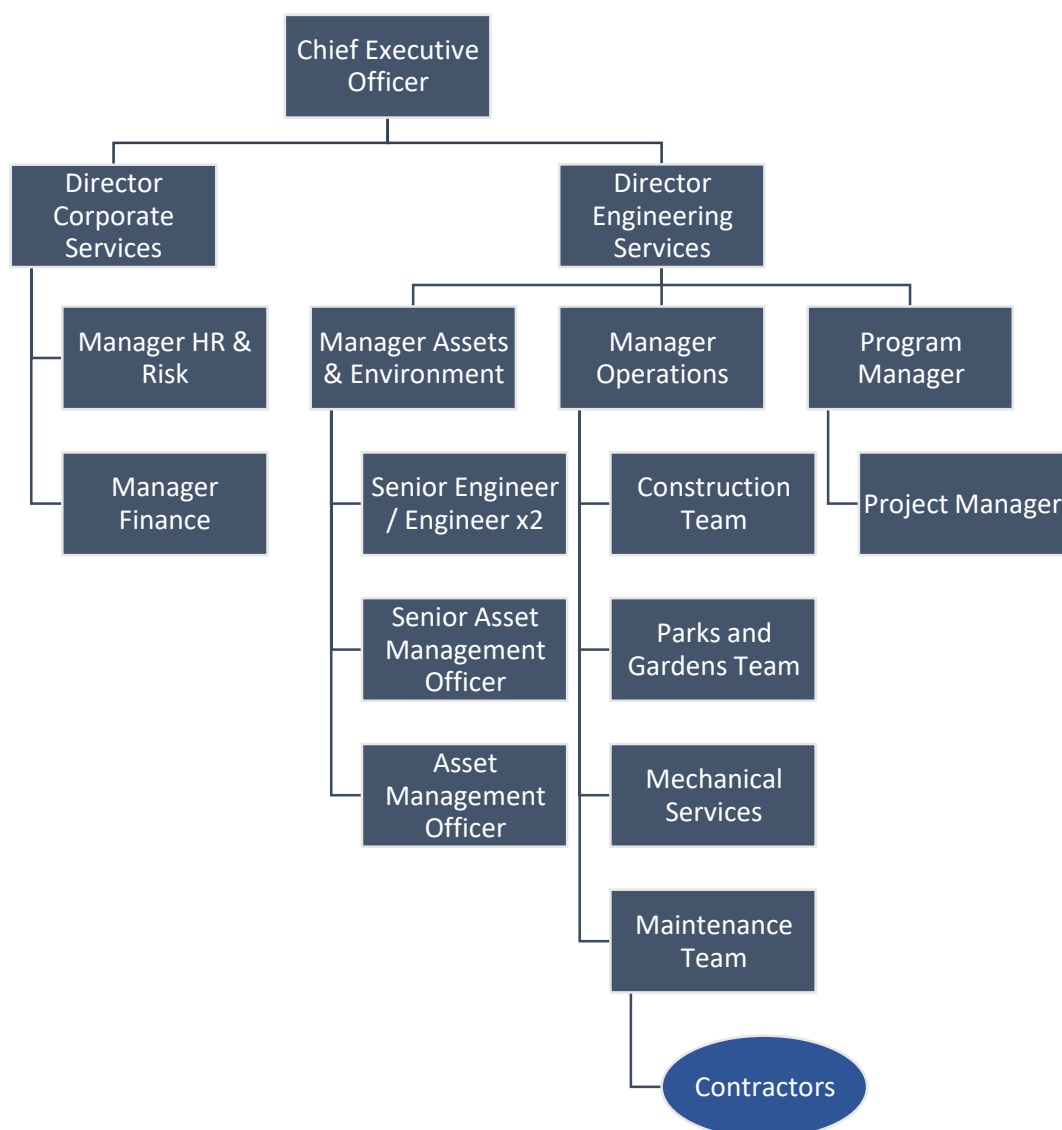 Chief Executive
Officer
Director
Corporate
Services
Director
Engineering
Services
Manager HR &
Risk
Manager Assets
& Environment
Manager
Operations
Program
Manager
Manager
Finance
Senior Engineer
/ Engineer x2
Construction
Team
Project Manager
Senior Asset
Management
Officer
Parks and
Gardens Team
Asset
Management
Officer
Mechanical
Services
Maintenance
Team
Contractors